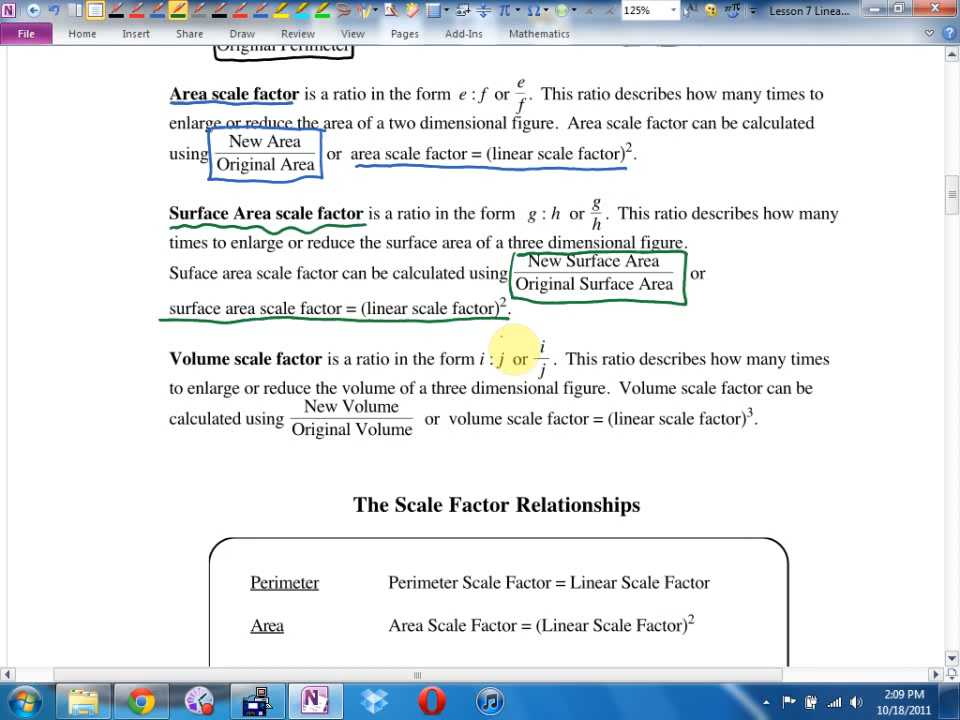 125%
Lesson 7 Linea...
File Home Insert Share Draw Review View Pages Add-Ins Mathematics
Original Perimeter
Area scale factor is a ratio in the form e : f or e/f. This ratio describes how many times to
enlarge or reduce the area of a two dimensional figure. Area scale factor can be calculated
using New Area/Original Area or area scale factor = (linear scale factor)².
Surface Area scale factor is a ratio in the form g : h or g/h. This ratio describes how many
times to enlarge or reduce the surface area of a three dimensional figure.
Suface area scale factor can be calculated using New Surface Area/Original Surface Area or
surface area scale factor = (linear scale factor)².
Volume scale factor is a ratio in the form i : j or i/j. This ratio describes how many times
to enlarge or reduce the volume of a three dimensional figure. Volume scale factor can be
calculated using New Volume/Original Volume or volume scale factor = (linear scale factor)³.
The Scale Factor Relationships
Perimeter Perimeter Scale Factor = Linear Scale Factor
Area Area Scale Factor = (Linear Scale Factor)²
2:09 PM
10/18/2011